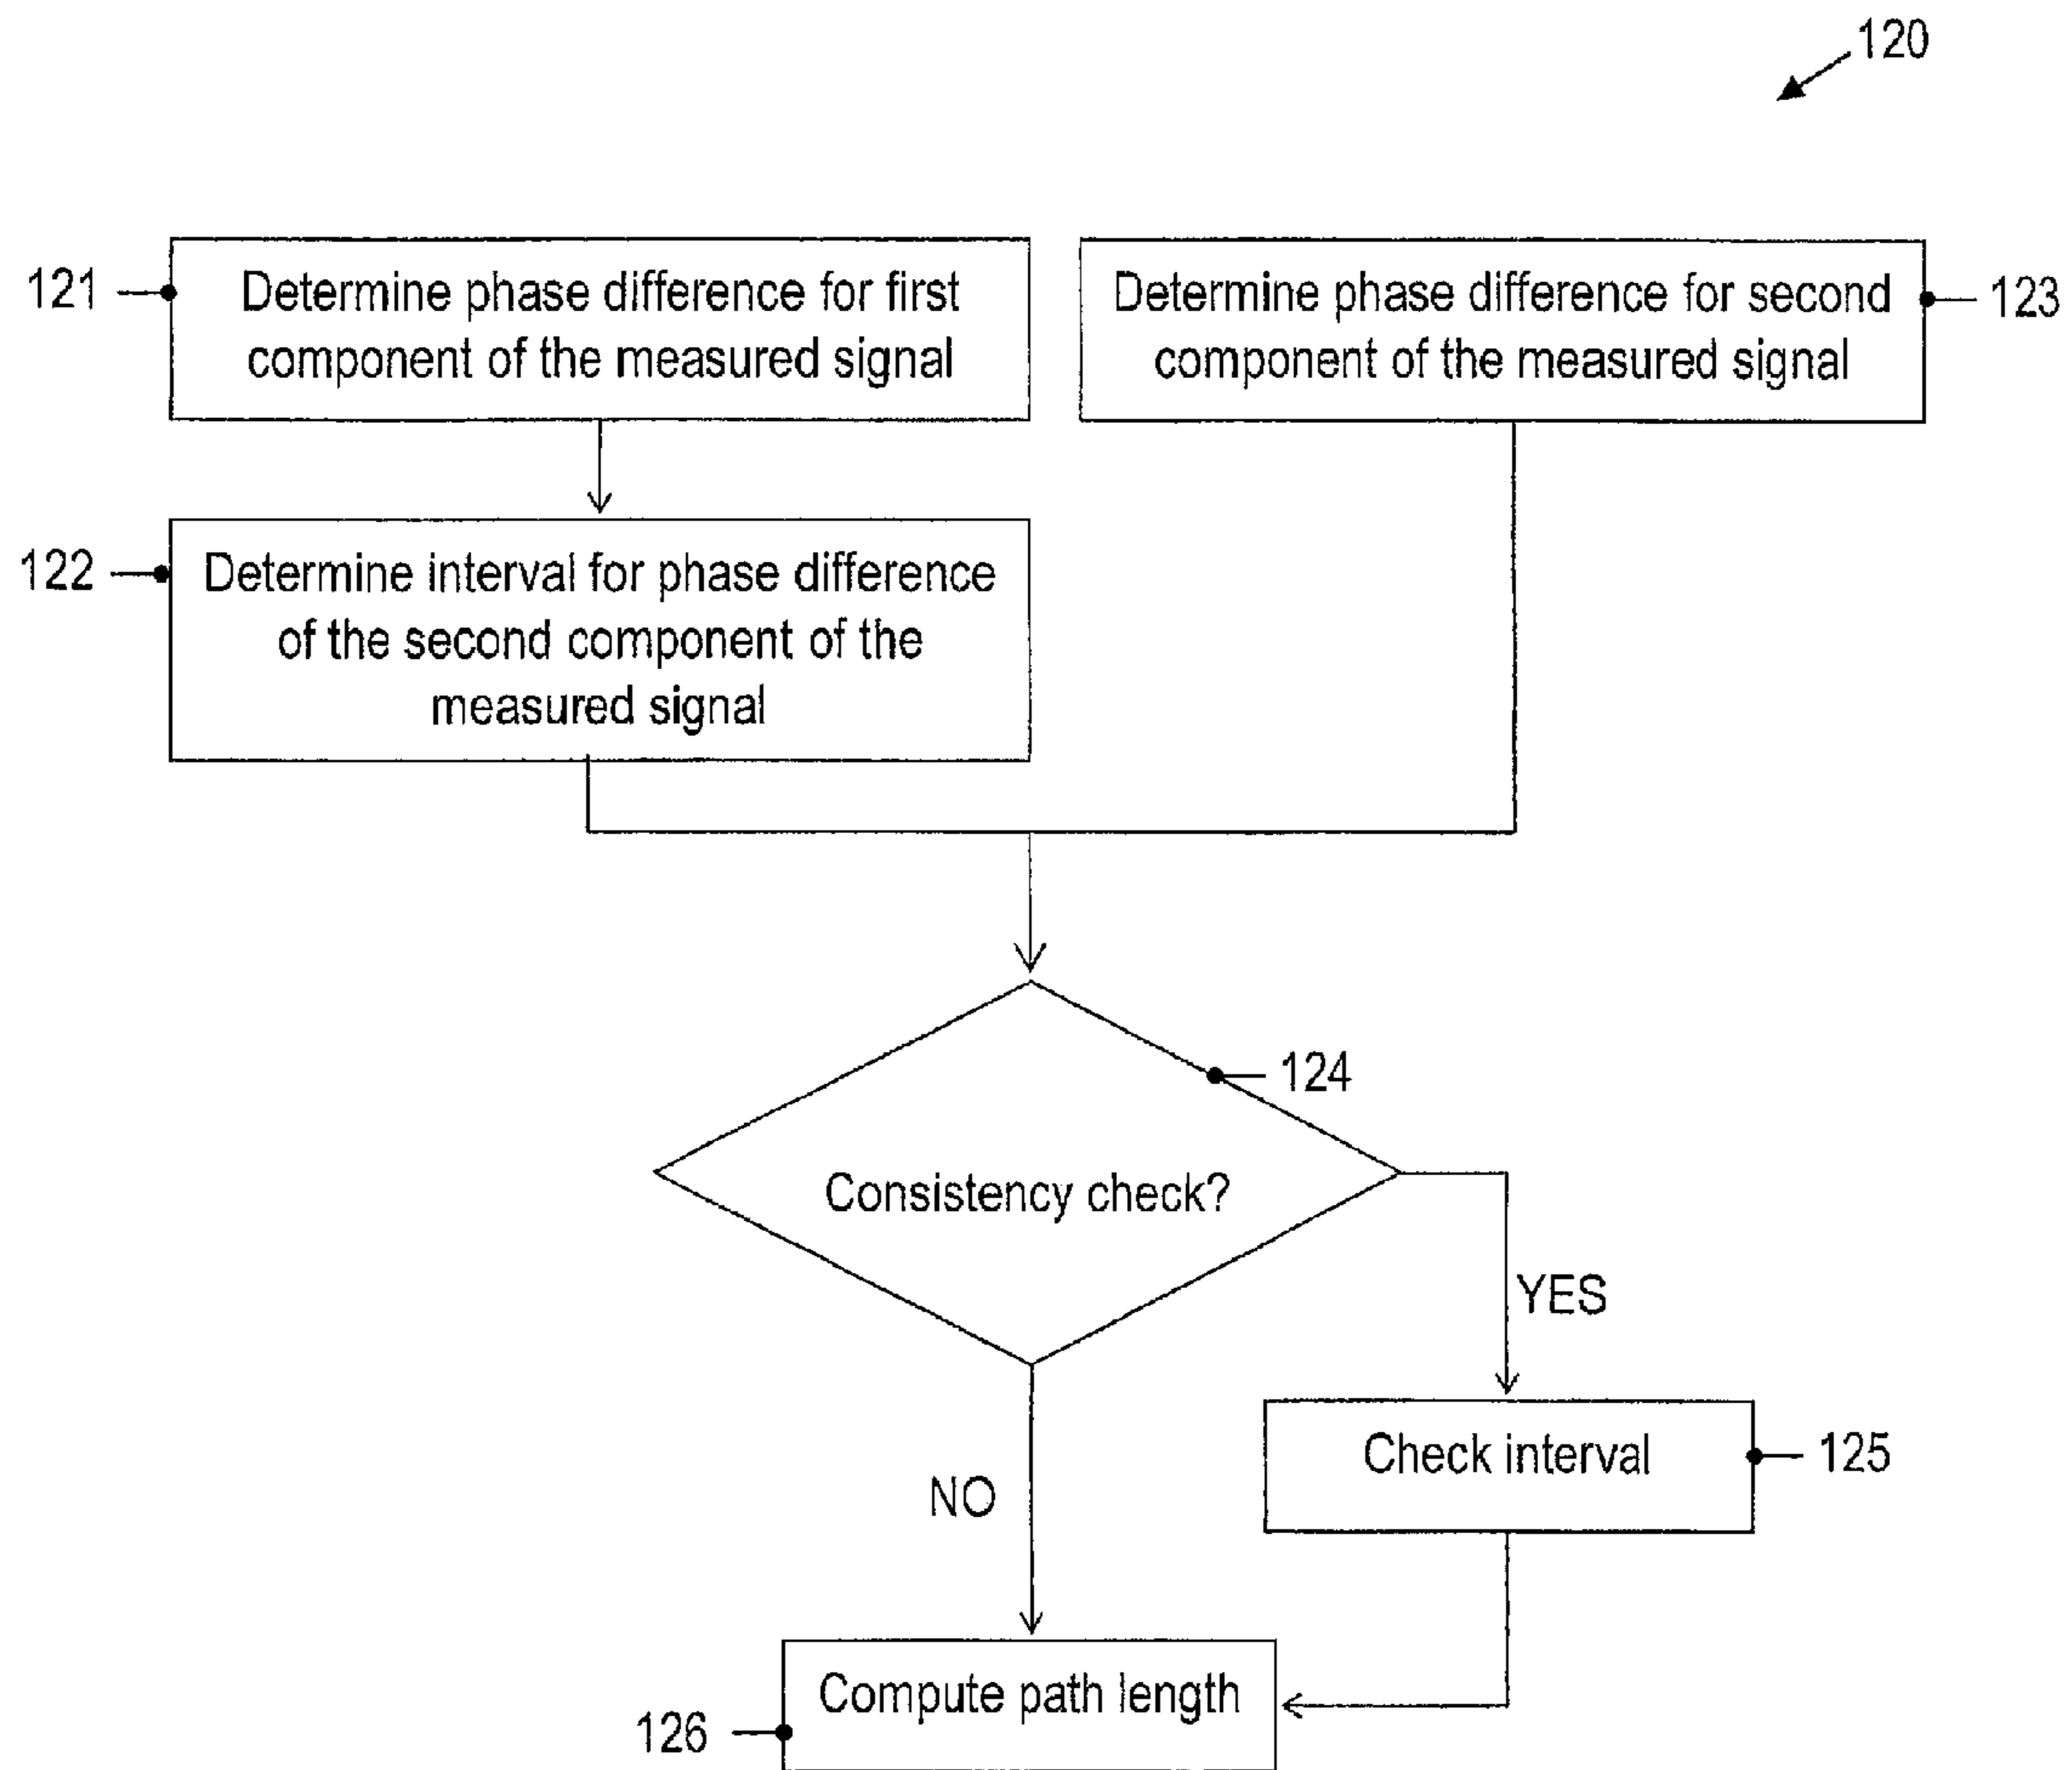 120
121
Determine phase difference for first
component of the measured signal
Determine phase difference for second
component of the measured signal
123
122
Determine interval for phase difference
of the second component of the
measured signal
124
Consistency check?
YES
Check interval
125
NO
Compute path length
126